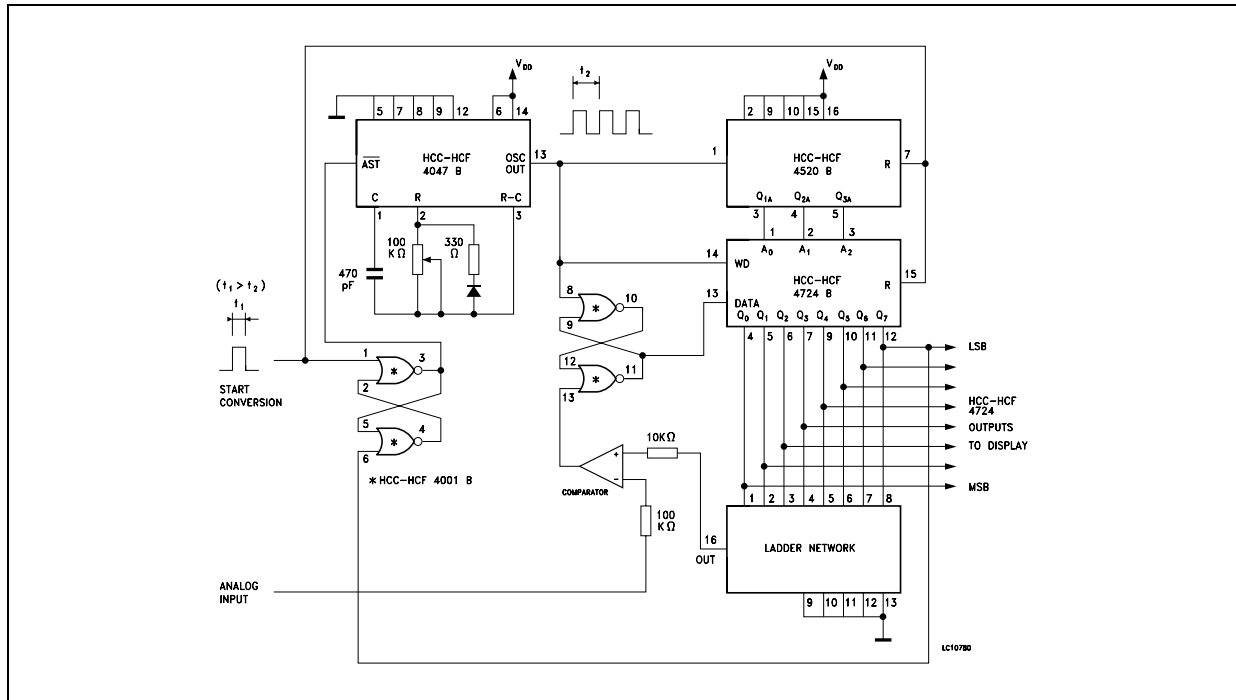 t₂
V_DD
V_DD
5 7 8 9 12 6 14
2 9 10 15 16
AST
HCC-HCF
4047 B
OSC
OUT
13
1
HCC-HCF
4520 B
R
7
C R R-C
1 2 3
Q1A Q2A Q3A
3 4 5
1 2 3
A₀ A₁ A₂
100
KΩ
330
Ω
470
pF
14
WD
HCC-HCF
4724 B
R
15
13
DATA
Q₀ Q₁ Q₂ Q₃ Q₄ Q₅ Q₆ Q₇
4 5 6 7 9 10 11 12
(t₁ > t₂)
t₁
8
*
10
9
12
*
11
13
START
CONVERSION
1
*
3
2
5
*
4
6
* HCC-HCF 4001 B
LSB
HCC-HCF
4724
OUTPUTS
TO DISPLAY
MSB
10KΩ
+
-
COMPARATOR
100
KΩ
1 2 3 4 5 6 7 8
16
OUT
LADDER NETWORK
9 10 11 12 13
ANALOG
INPUT
LC10780